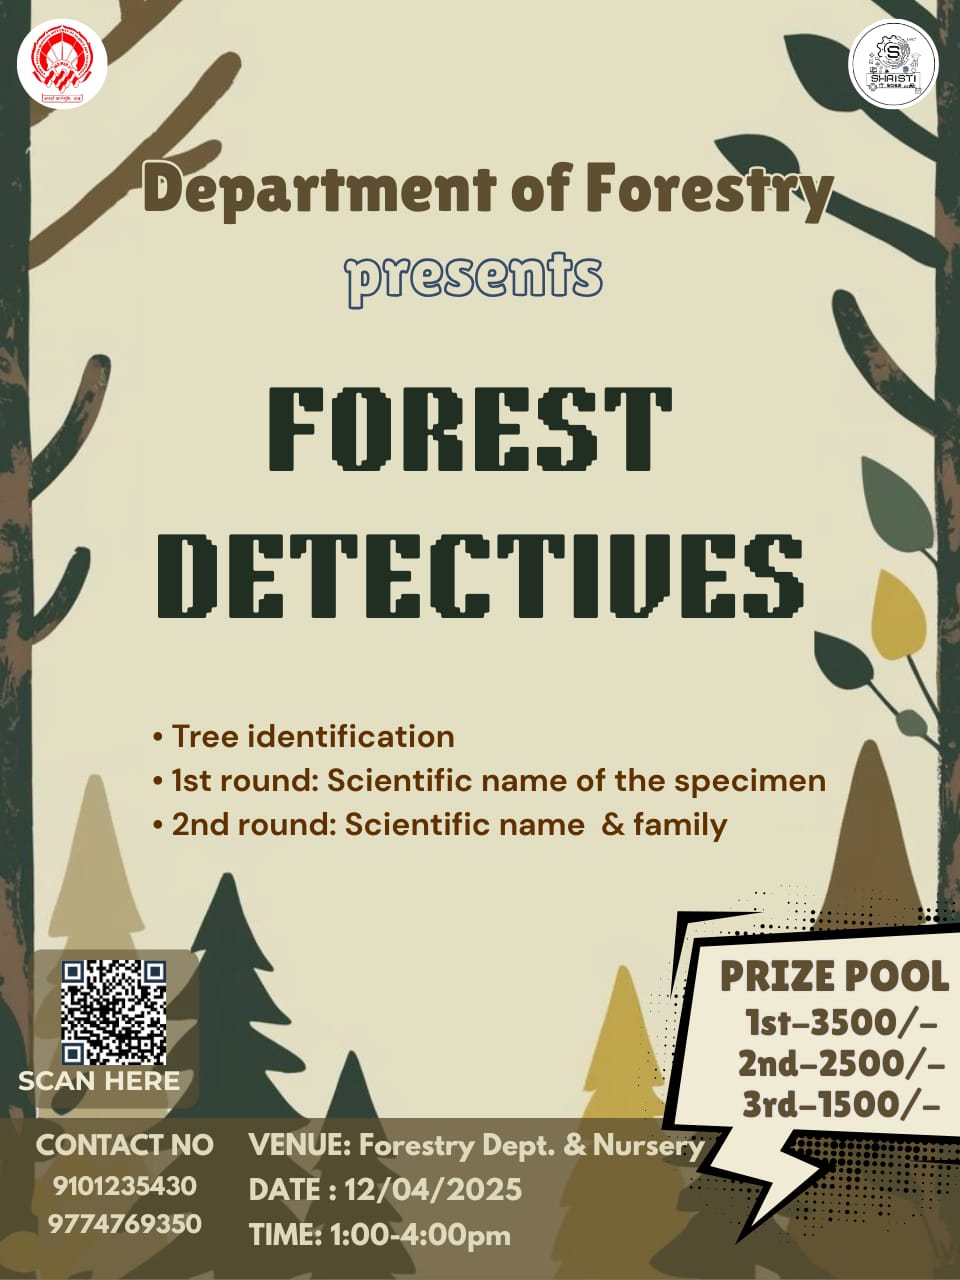 SHRISTI
Department of Forestry
presents
FOREST
DETECTIVES
• Tree identification
• 1st round: Scientific name of the specimen
• 2nd round: Scientific name & family
PRIZE POOL
1st-3500/-
2nd-2500/-
3rd-1500/-
SCAN HERE
CONTACT NO
9101235430
9774769350
VENUE: Forestry Dept. & Nursery
DATE : 12/04/2025
TIME: 1:00-4:00pm